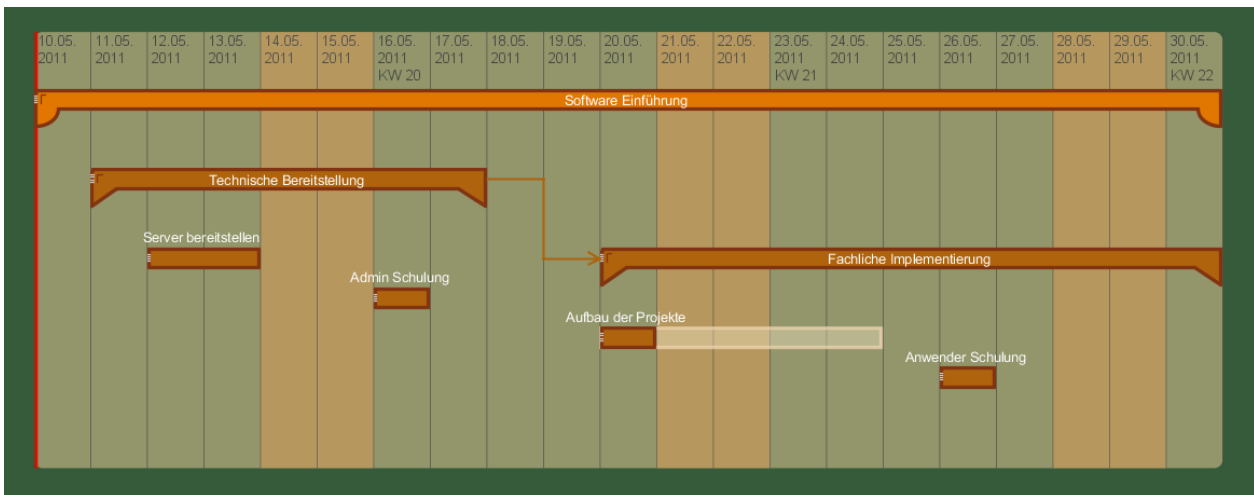 10.05. 11.05. 12.05. 13.05. 14.05. 15.05. 16.05. 17.05. 18.05. 19.05. 20.05. 21.05. 22.05. 23.05. 24.05. 25.05. 26.05. 27.05. 28.05. 29.05. 30.05.
2011 2011 2011 2011 2011 2011 2011 2011 2011 2011 2011 2011 2011 2011 2011 2011 2011 2011 2011 2011 2011
KW 20 KW 21 KW 22
Software Einführung
Technische Bereitstellung
Server bereitstellen
Fachliche Implementierung
Admin Schulung
Aufbau der Projekte
Anwender Schulung